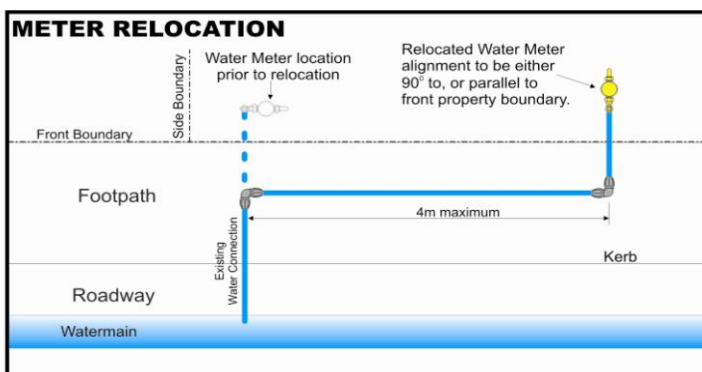 METER RELOCATION
Side Boundary
Water Meter location
prior to relocation
Relocated Water Meter
alignment to be either
90° to, or parallel to
front property boundary.
Front Boundary
Footpath
4m maximum
Existing
Water Connection
Kerb
Roadway
Watermain